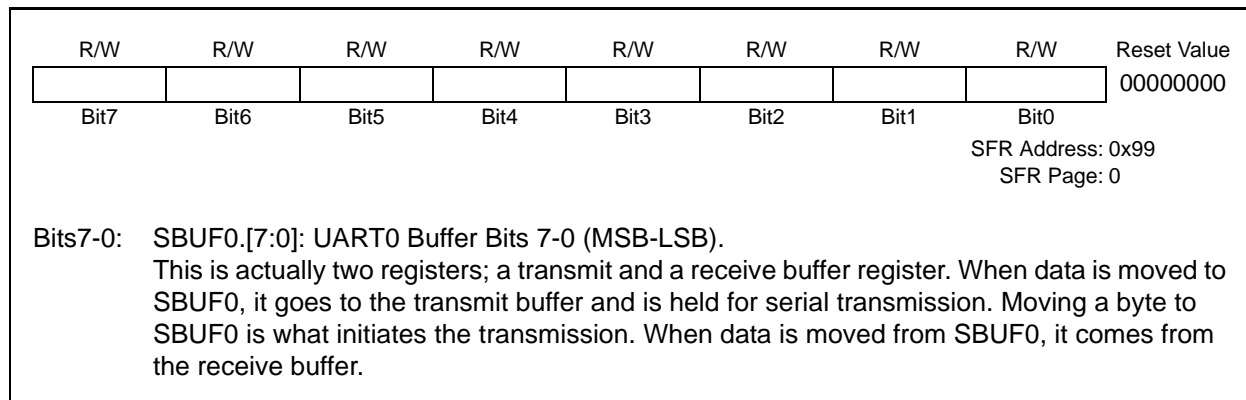 R/W R/W R/W R/W R/W R/W R/W R/W Reset Value
00000000
Bit7 Bit6 Bit5 Bit4 Bit3 Bit2 Bit1 Bit0
SFR Address: 0x99
SFR Page: 0
Bits7-0: SBUF0.[7:0]: UART0 Buffer Bits 7-0 (MSB-LSB).
This is actually two registers; a transmit and a receive buffer register. When data is moved to
SBUF0, it goes to the transmit buffer and is held for serial transmission. Moving a byte to
SBUF0 is what initiates the transmission. When data is moved from SBUF0, it comes from
the receive buffer.